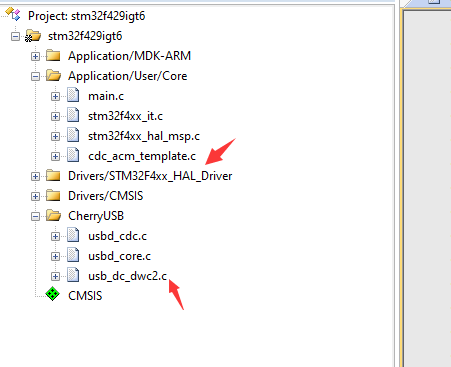 Project: stm32f429igt6
stm32f429igt6
Application/MDK-ARM
Application/User/Core
main.c
stm32f4xx_it.c
stm32f4xx_hal_msp.c
cdc_acm_template.c
Drivers/STM32F4xx_HAL_Driver
Drivers/CMSIS
CherryUSB
usbd_cdc.c
usbd_core.c
usb_dc_dwc2.c
CMSIS